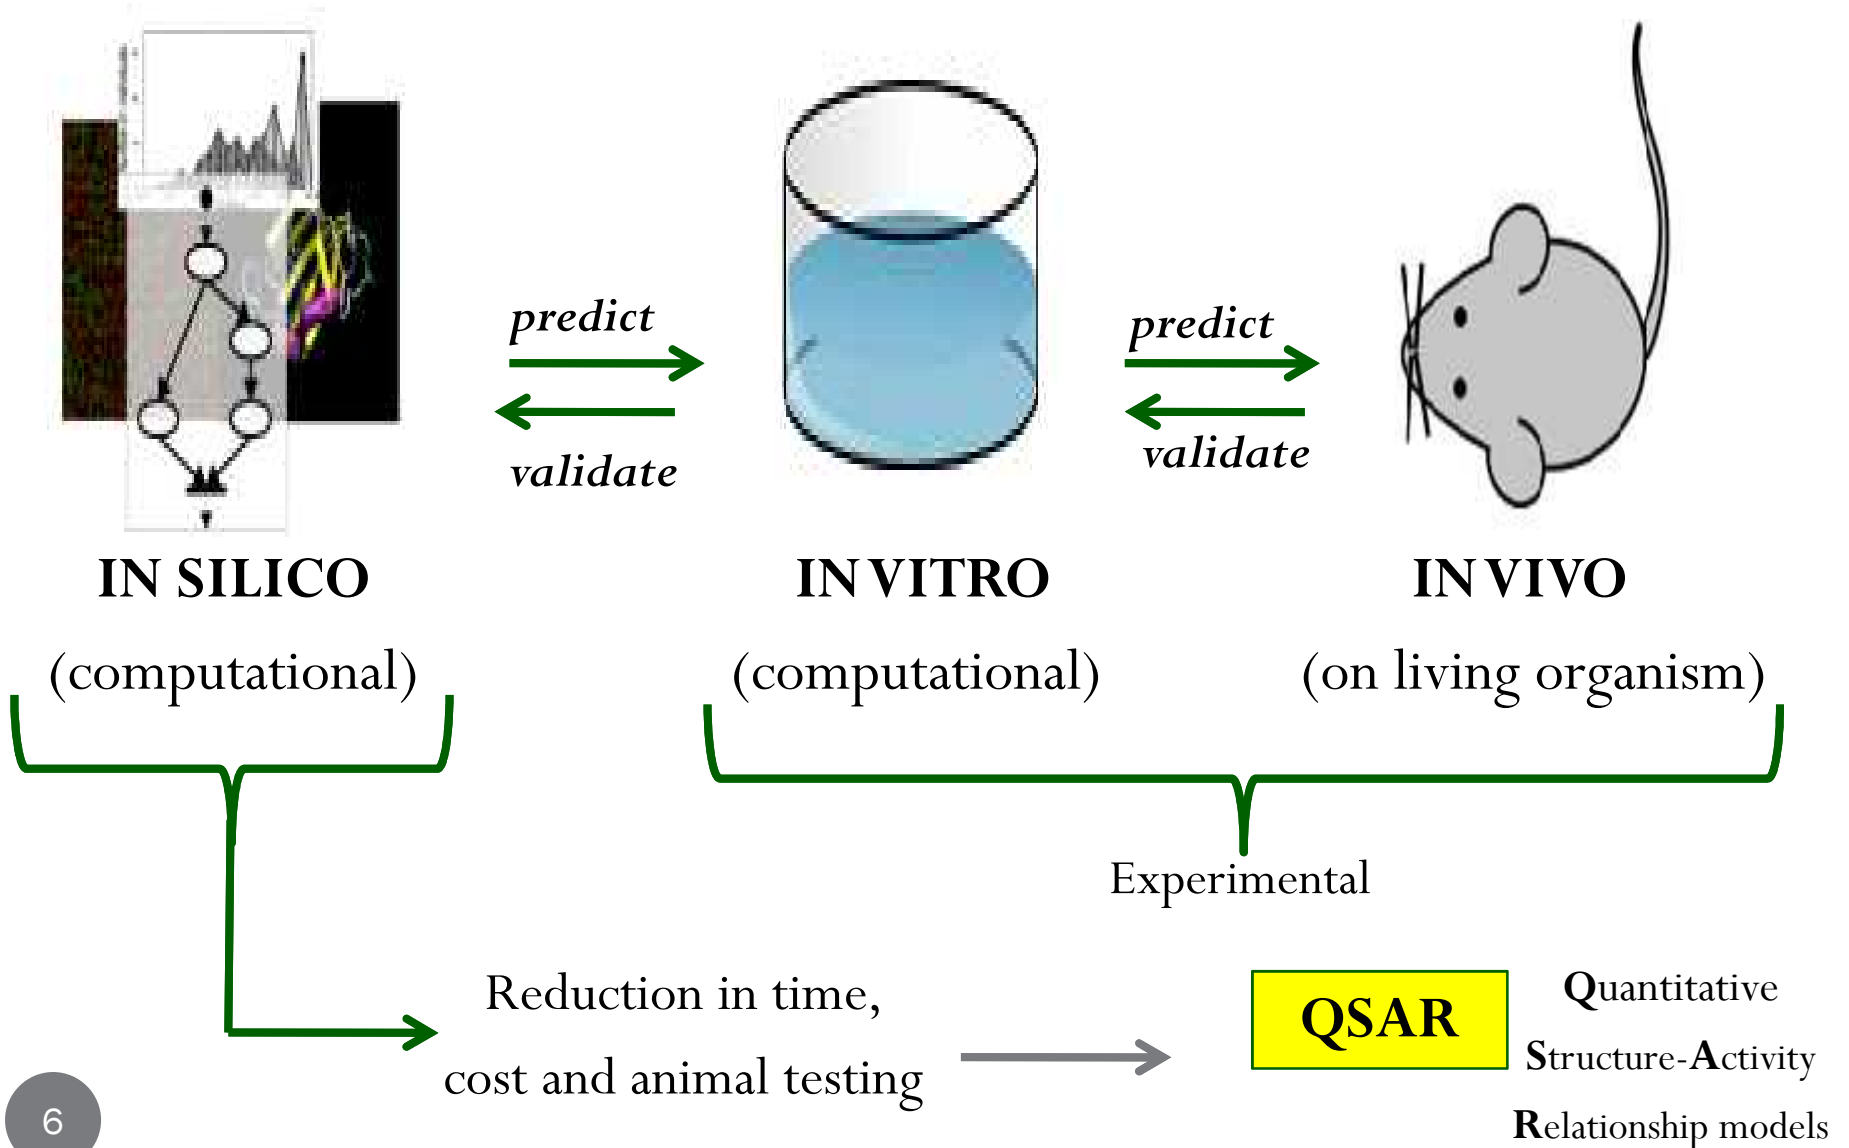 predict
validate
predict
validate
IN SILICO
(computational)
IN VITRO
(computational)
IN VIVO
(on living organism)
Experimental
Reduction in time,
cost and animal testing
QSAR
Quantitative
Structure-Activity
Relationship models
6